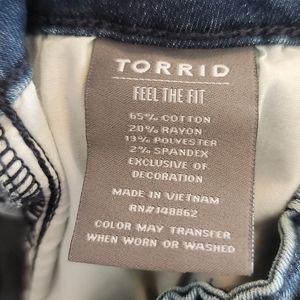 TORRID
FEEL THE FIT
65% COTTON
20% RAYON
13% POLYESTER
2% SPANDEX
EXCLUSIVE OF
DECORATION
MADE IN VIETNAM
RN#148862
COLOR MAY TRANSFER
WHEN WORN OR WASHED